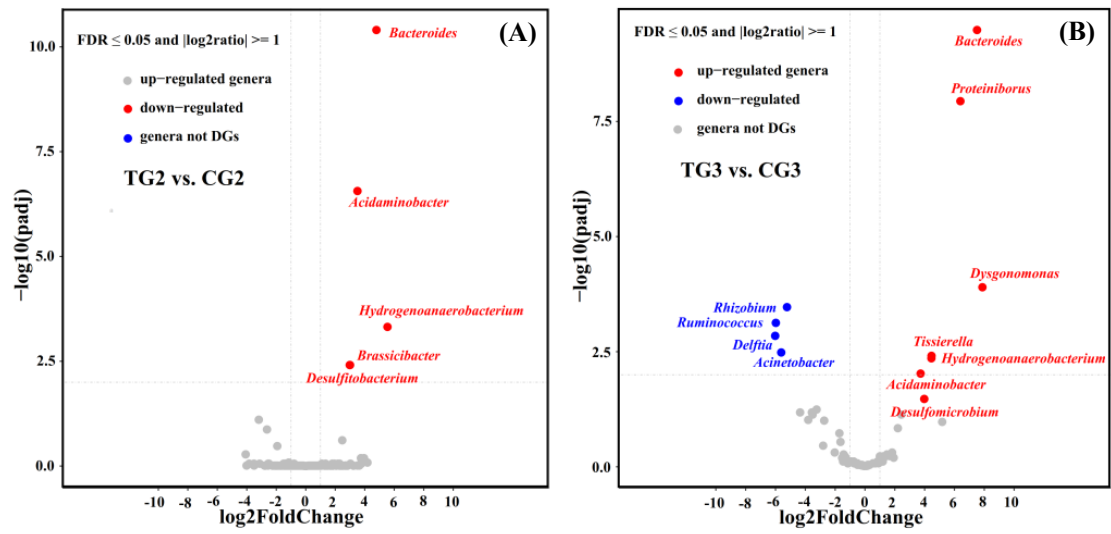 (A)
FDR ≤ 0.05 and |log2ratio| >= 1
up−regulated genera
down−regulated
genera not DGs
TG2 vs. CG2
Bacteroides
Acidaminobacter
Hydrogenoanaerobacterium
Brassicibacter
Desulfitobacterium
−log10(padj)
10.0
7.5
5.0
2.5
0.0
-10 -8 -6 -4 -2 0 2 4 6 8 10
log2FoldChange
(B)
FDR ≤ 0.05 and |log2ratio| >= 1
up−regulated genera
down−regulated
genera not DGs
TG3 vs. CG3
Bacteroides
Proteiniborus
Dysgonomonas
Rhizobium
Ruminococcus
Delftia
Acinetobacter
Tissierella
Hydrogenoanaerobacterium
Acidaminobacter
Desulfomicrobium
−log10(padj)
7.5
5.0
2.5
0.0
-10 -8 -6 -4 -2 0 2 4 6 8 10
log2FoldChange